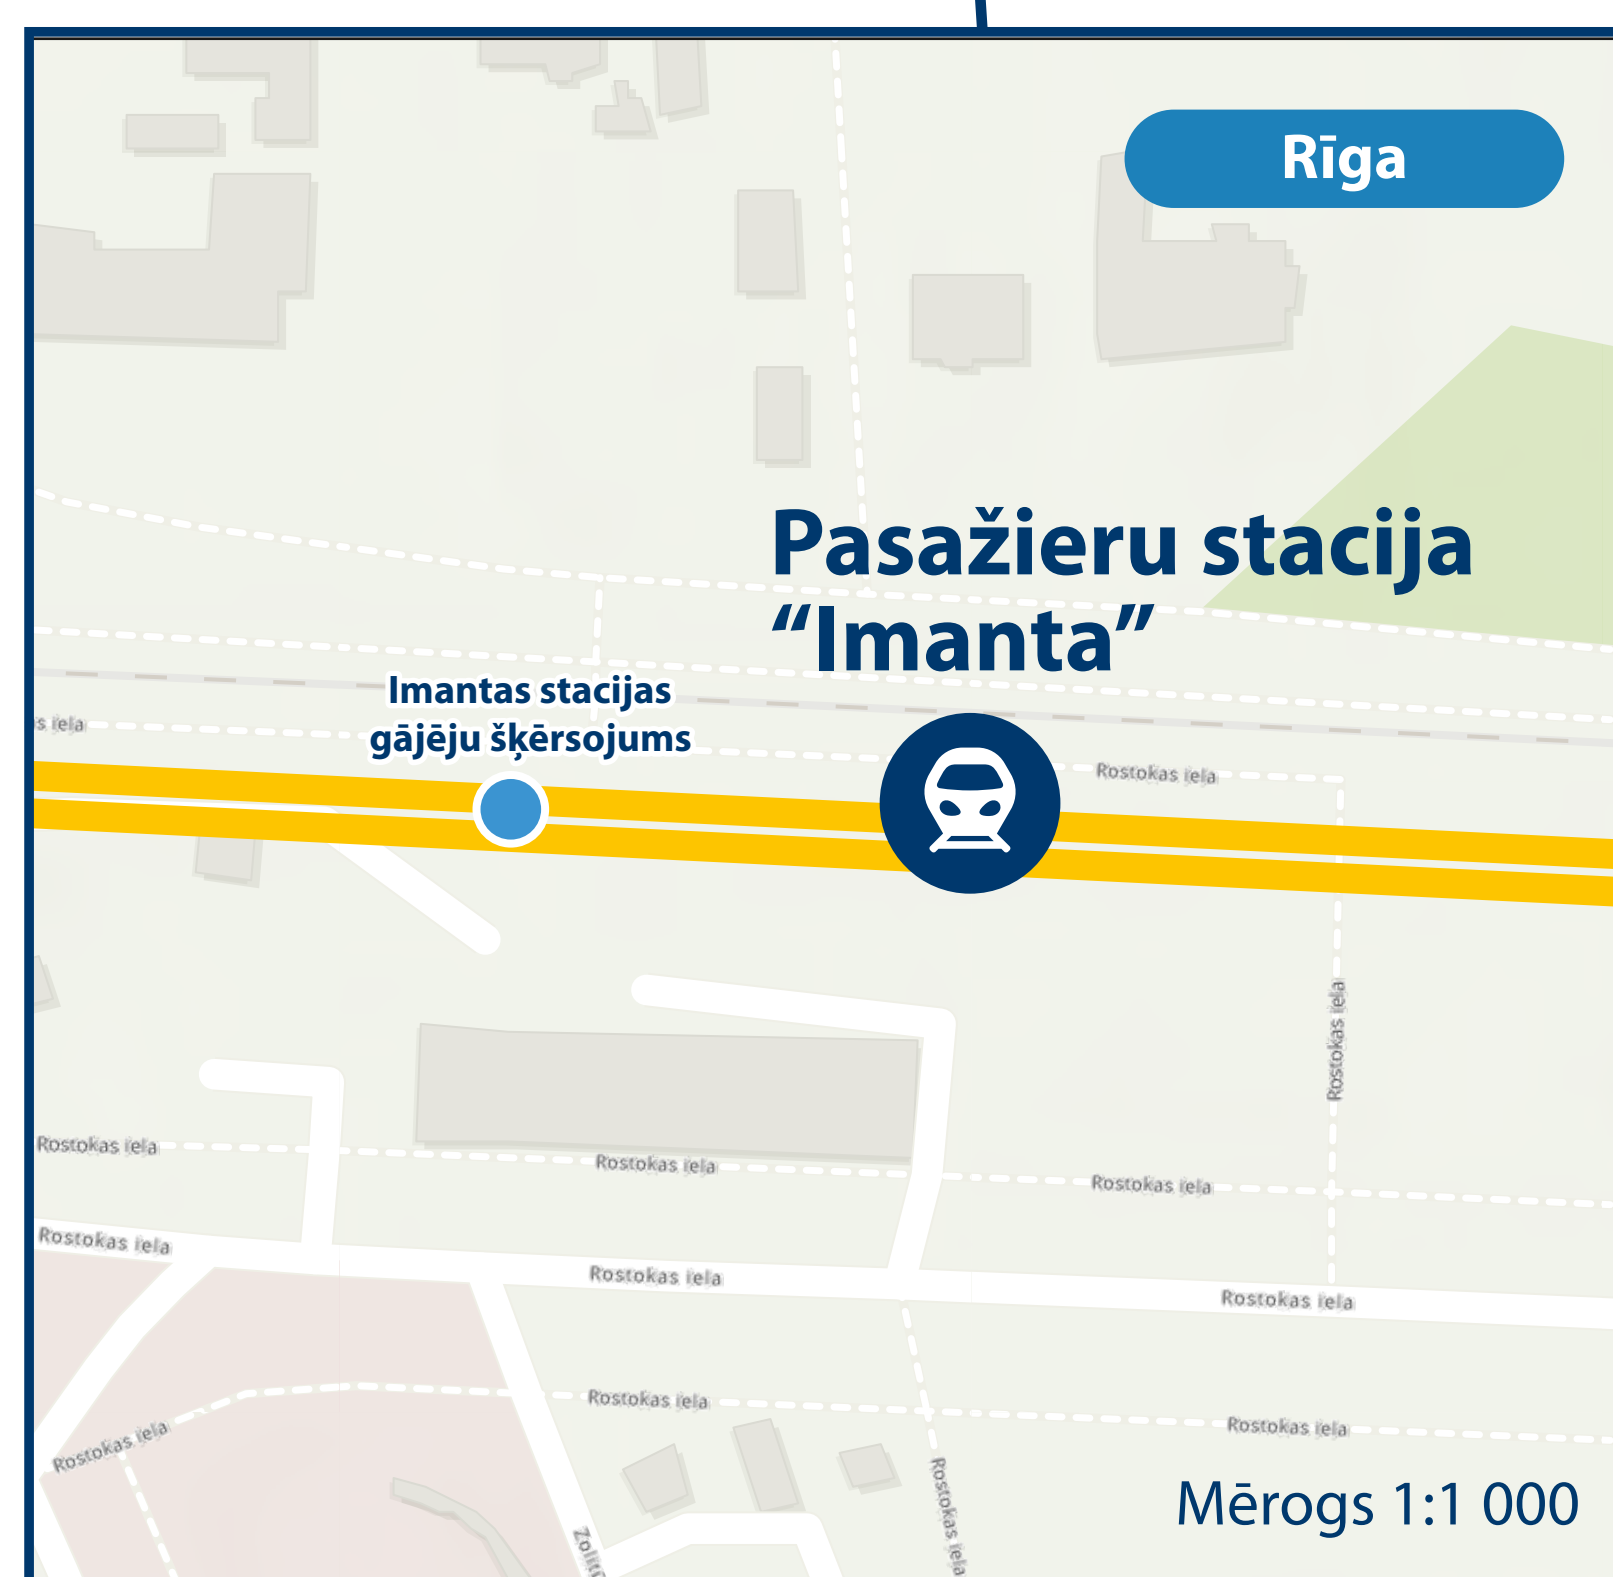 Rīga
Pasažieru stacija
“Imanta”
Imantas stacijas
gājēju šķērsojums
iela
Rostokas iela
Rostokas iela
Rostokas iela
Rostokas iela
Rostokas iela
Rostokas iela
Rostokas iela
Rostokas iela
Rostokas iela
Rostokas iela
Rostokas iela
Rostokas iela
Mērogs 1:1 000